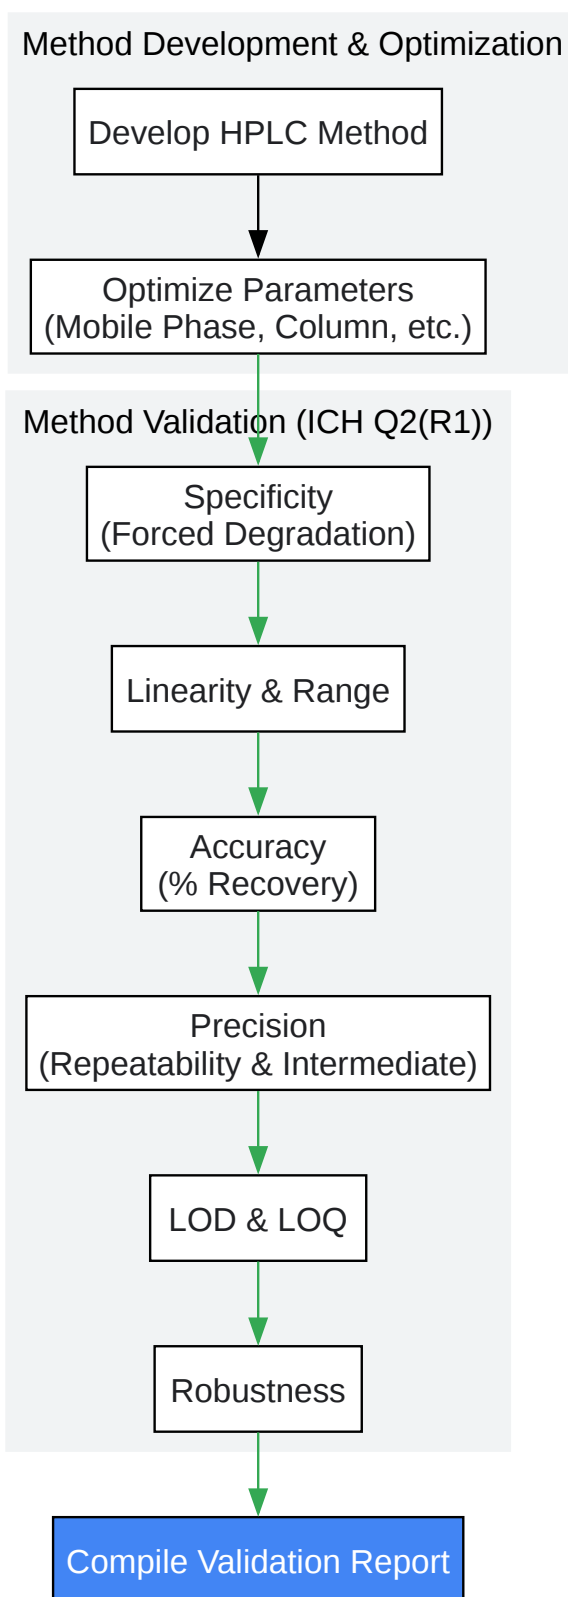 Method Development & Optimization
Develop HPLC Method
Optimize Parameters
(Mobile Phase, Column, etc.)
Method Validation (ICH Q2(R1))
Specificity
(Forced Degradation)
Linearity & Range
Accuracy
(% Recovery)
Precision
(Repeatability & Intermediate)
LOD & LOQ
Robustness
Compile Validation Report